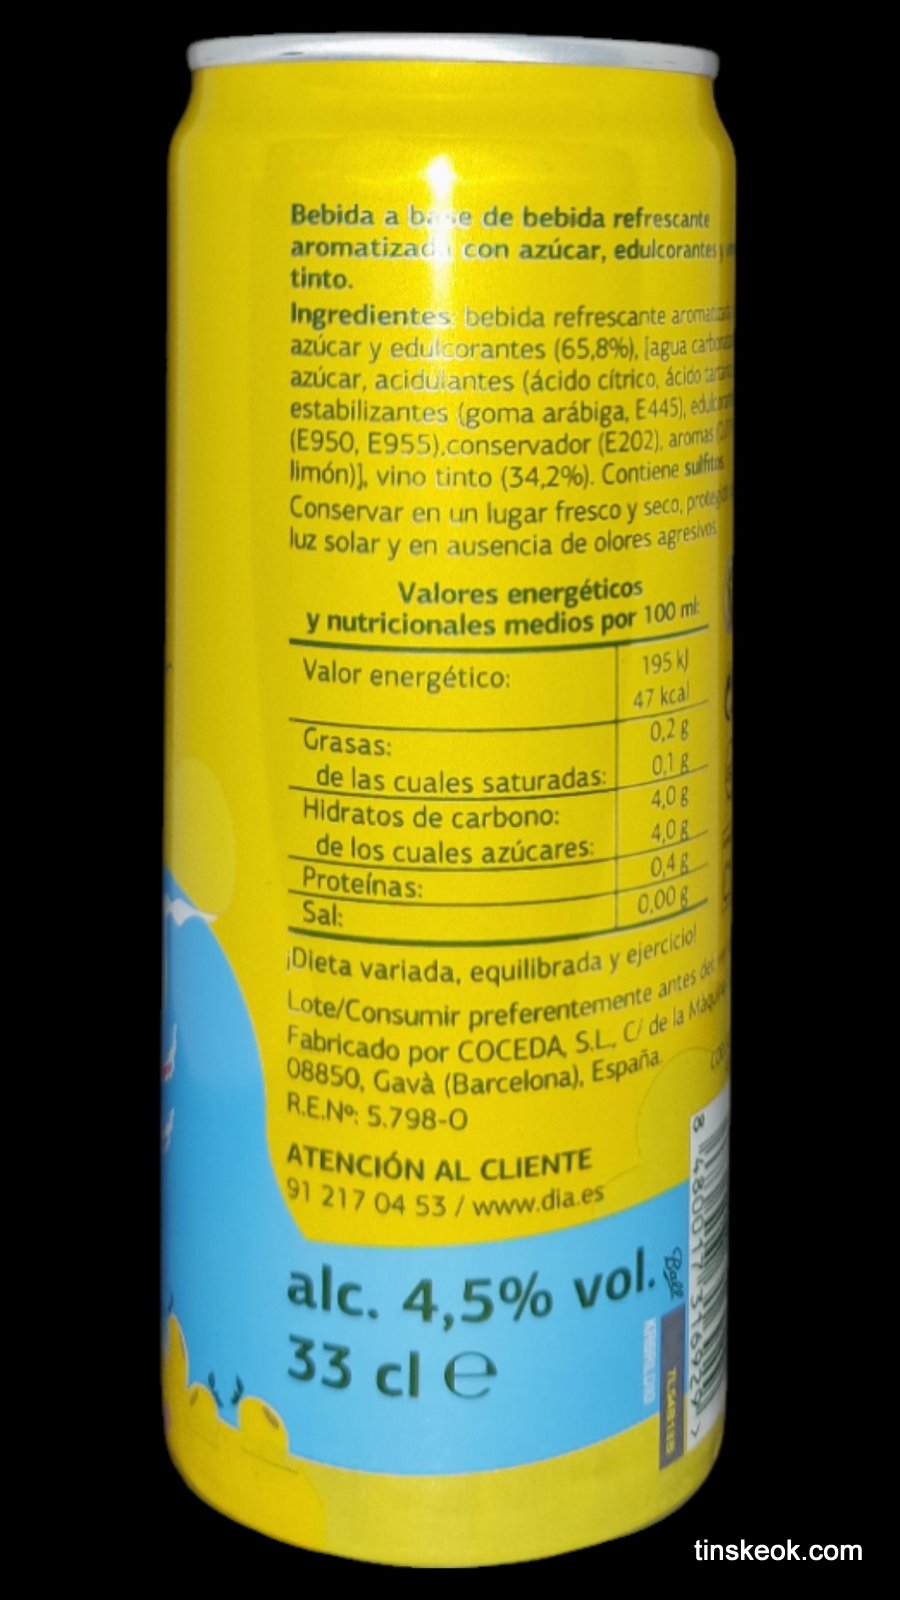 Bebida a base de bebida refrescante
aromatizada con azúcar, edulcorantes y
tinto.
Ingredientes: bebida refrescante
azúcar y edulcorantes (65,8%), [agua
azúcar, acidulantes (ácido cítrico, ácido
estabilizantes (goma arábiga, E445),
(E950, E955),conservador (E202), aromas
limón)], vino tinto (34,2%). Contiene sulfitos.
Conservar en un lugar fresco y seco,
luz solar y en ausencia de olores agresivos.
Valores energéticos
y nutricionales medios por 100 ml:
Valor energético: 195 kJ
47 kcal
Grasas: 0,2 g
de las cuales saturadas: 0,1 g
Hidratos de carbono: 4,0 g
de los cuales azúcares: 4,0 g
Proteínas: 0,4 g
Sal: 0,00 g
¡Dieta variada, equilibrada y ejercicio!
Lote/Consumir preferentemente antes del:
Fabricado por COCEDA, S.L., C/ de la
08850, Gavà (Barcelona), España.
R.E.Nº: 5.798-O
ATENCIÓN AL CLIENTE
91 217 04 53 / www.dia.es
alc. 4,5% vol.
33 cl e
Ball
8 480017 316929 >
tinskeok.com